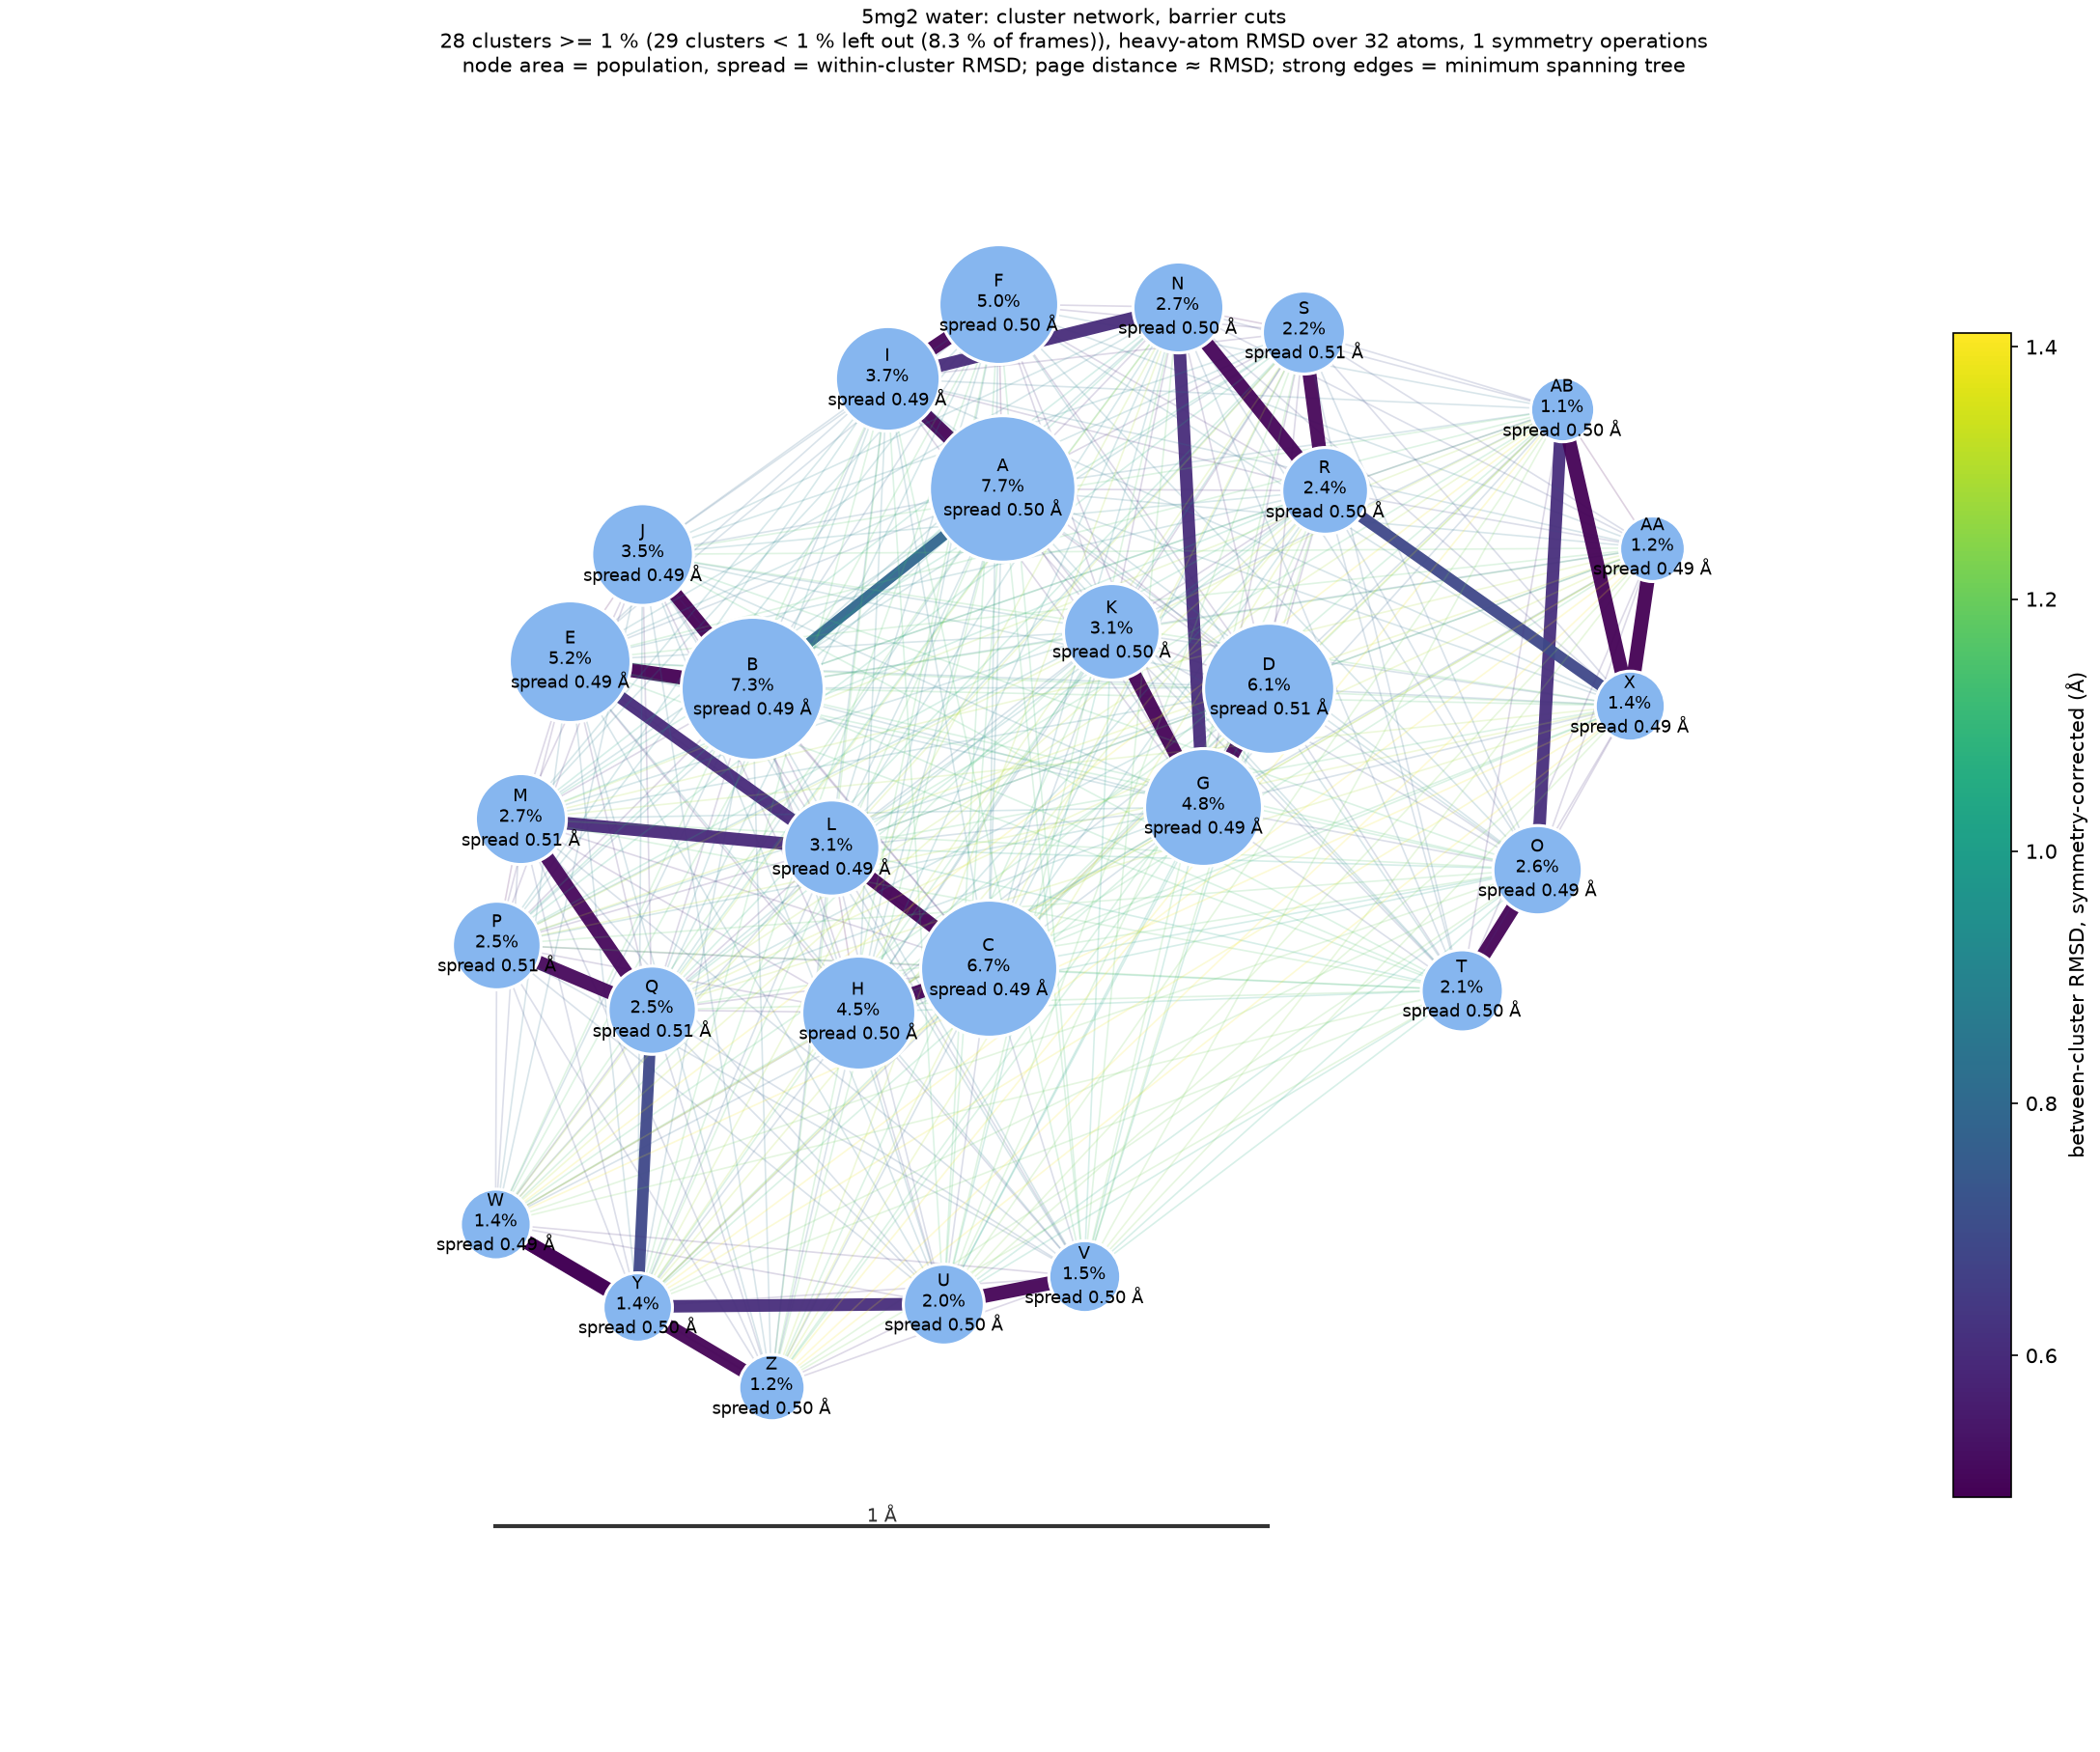 5mg2 water: cluster network, barrier cuts
28 clusters >= 1 % (29 clusters < 1 % left out (8.3 % of frames)), heavy-atom RMSD over 32 atoms, 1 symmetry operations
node area = population, spread = within-cluster RMSD; page distance ≈ RMSD; strong edges = minimum spanning tree
F
5.0%
spread 0.50 Å
N
2.7%
spread 0.50 Å
S
2.2%
spread 0.51 Å
I
3.7%
spread 0.49 Å
AB
1.1%
spread 0.50 Å
A
7.7%
spread 0.50 Å
R
2.4%
spread 0.50 Å
J
3.5%
spread 0.49 Å
AA
1.2%
spread 0.49 Å
K
3.1%
spread 0.50 Å
E
5.2%
spread 0.49 Å
B
7.3%
spread 0.49 Å
D
6.1%
spread 0.51 Å
X
1.4%
spread 0.49 Å
G
4.8%
spread 0.49 Å
M
2.7%
spread 0.51 Å
L
3.1%
spread 0.49 Å
O
2.6%
spread 0.49 Å
P
2.5%
spread 0.51 Å
C
6.7%
spread 0.49 Å
T
2.1%
spread 0.50 Å
Q
2.5%
spread 0.51 Å
H
4.5%
spread 0.50 Å
W
1.4%
spread 0.49 Å
V
1.5%
spread 0.50 Å
Y
1.4%
spread 0.50 Å
U
2.0%
spread 0.50 Å
Z
1.2%
spread 0.50 Å
1 Å
1.4
1.2
1.0
0.8
0.6
between-cluster RMSD, symmetry-corrected (Å)